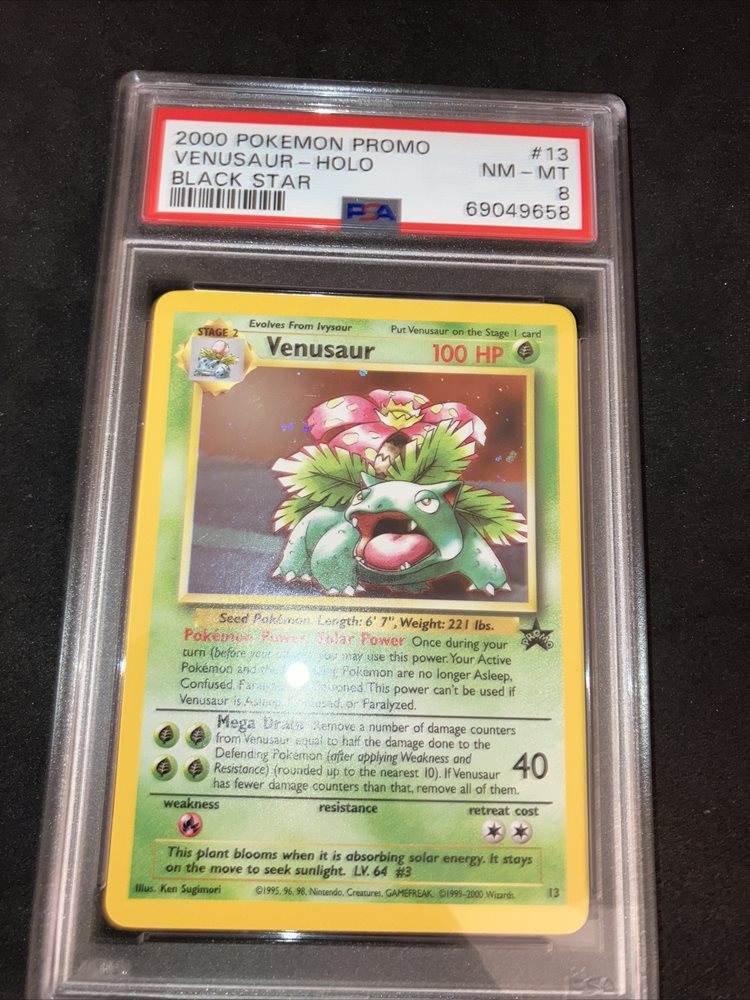 2000 POKEMON PROMO #13
VENUSAUR-HOLO NM-MT
BLACK STAR 8
PSA 69049658
STAGE 2 Evolves From Ivysaur Put Venusaur on the Stage 1 card
Venusaur 100 HP
Seed Pokémon. Length: 6' 7", Weight: 221 lbs.
PROMO
Pokémon Power: Solar Power Once during your
turn (before your you may use this power. Your Active
Pokémon and the Pokémon are no longer Asleep,
Confused, This power can't be used if
Venusaur is Asleep, Confused, or Paralyzed.
Mega Drain Remove a number of damage counters
from Venusaur equal to half the damage done to the
Defending Pokémon (after applying Weakness and
Resistance) (rounded up to the nearest 10). If Venusaur
has fewer damage counters than that, remove all of them.
40
weakness resistance retreat cost
This plant blooms when it is absorbing solar energy. It stays
on the move to seek sunlight. LV. 64 #3
Illus. Ken Sugimori ©1995, 96, 98, Nintendo, Creatures, GAMEFREAK. ©1999-2000 Wizards. 13
PSA